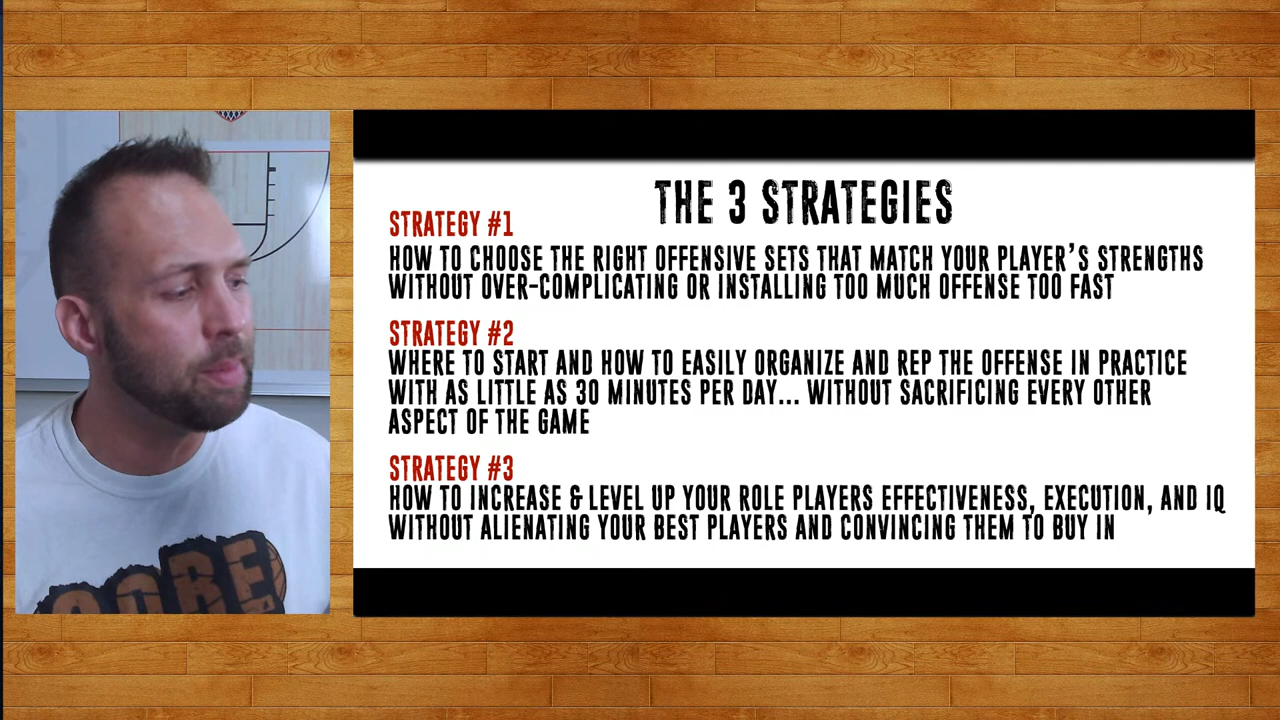 THE 3 STRATEGIES
STRATEGY #1
HOW TO CHOOSE THE RIGHT OFFENSIVE SETS THAT MATCH YOUR PLAYER'S STRENGTHS
WITHOUT OVER-COMPLICATING OR INSTALLING TOO MUCH OFFENSE TOO FAST
STRATEGY #2
WHERE TO START AND HOW TO EASILY ORGANIZE AND REP THE OFFENSE IN PRACTICE
WITH AS LITTLE AS 30 MINUTES PER DAY... WITHOUT SACRIFICING EVERY OTHER
ASPECT OF THE GAME
STRATEGY #3
HOW TO INCREASE & LEVEL UP YOUR ROLE PLAYERS EFFECTIVENESS, EXECUTION, AND IQ
WITHOUT ALIENATING YOUR BEST PLAYERS AND CONVINCING THEM TO BUY IN